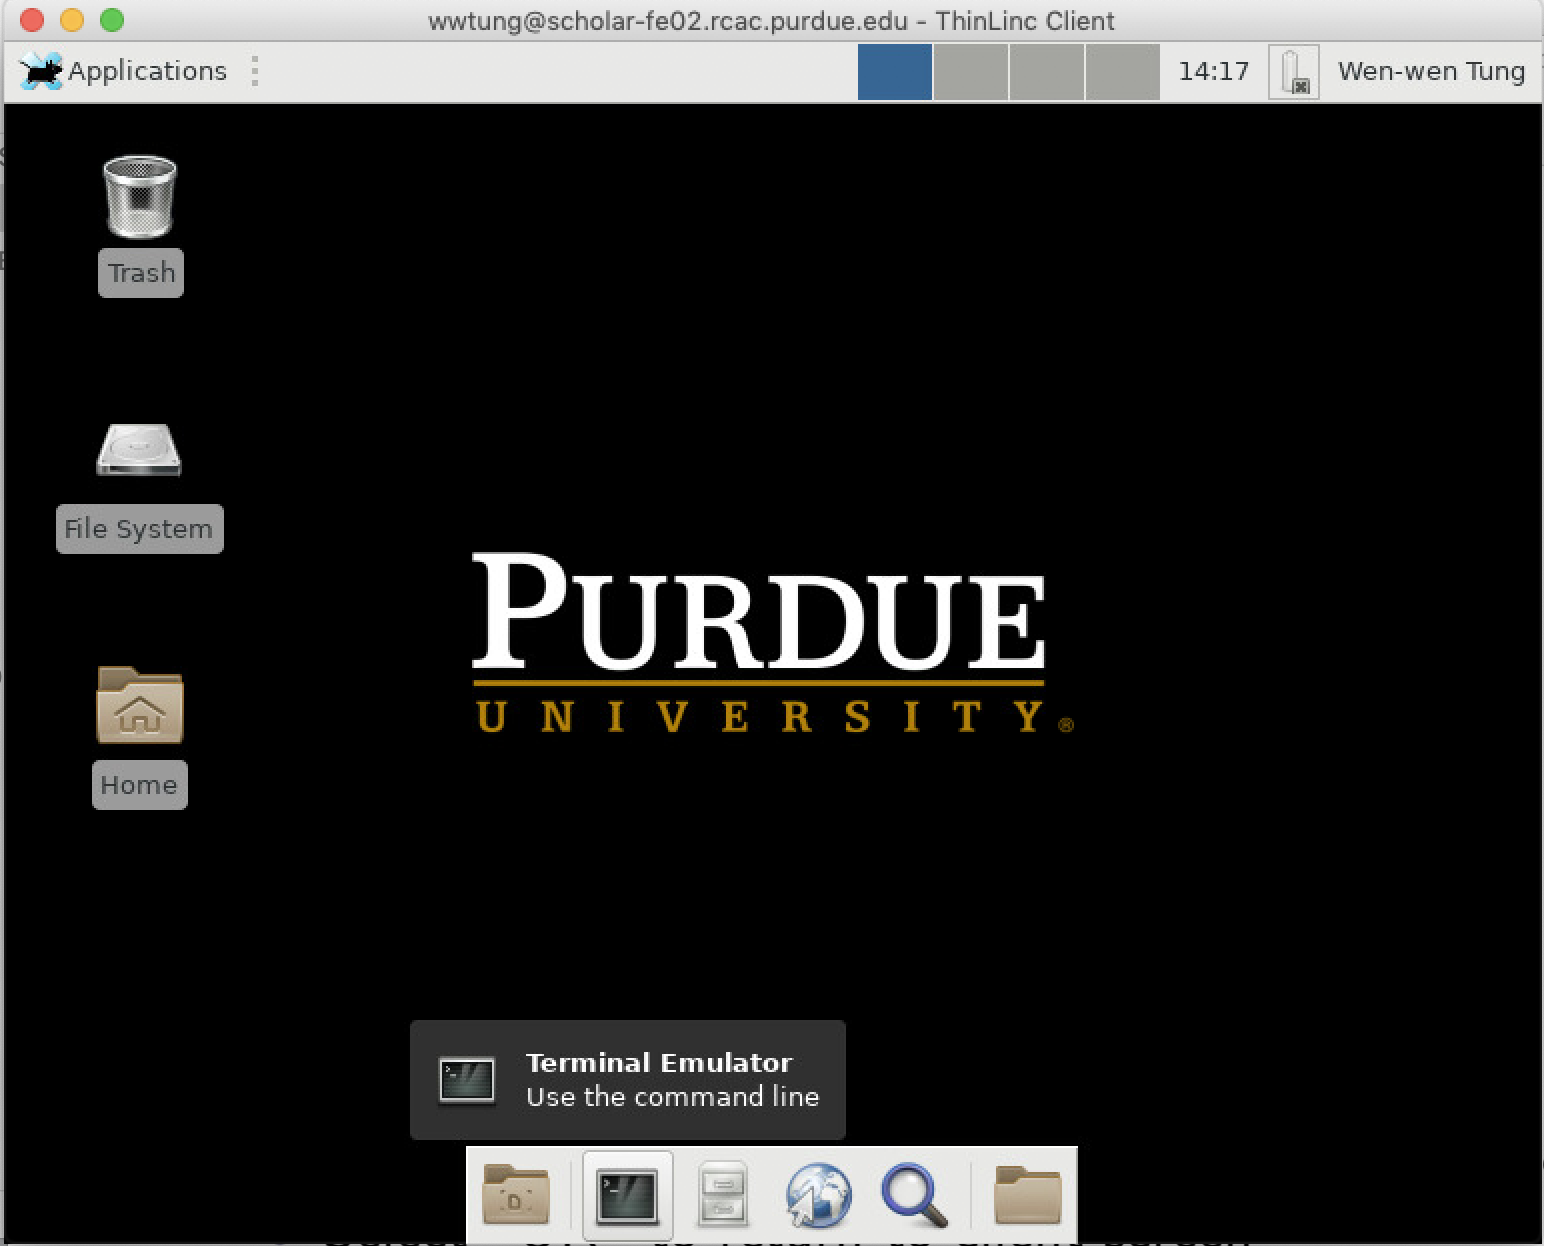 wwtung@scholar-fe02.rcac.purdue.edu - ThinLinc Client
Applications
14:17
Wen-wen Tung
Trash
File System
PURDUE
UNIVERSITY®
Home
Terminal Emulator
Use the command line